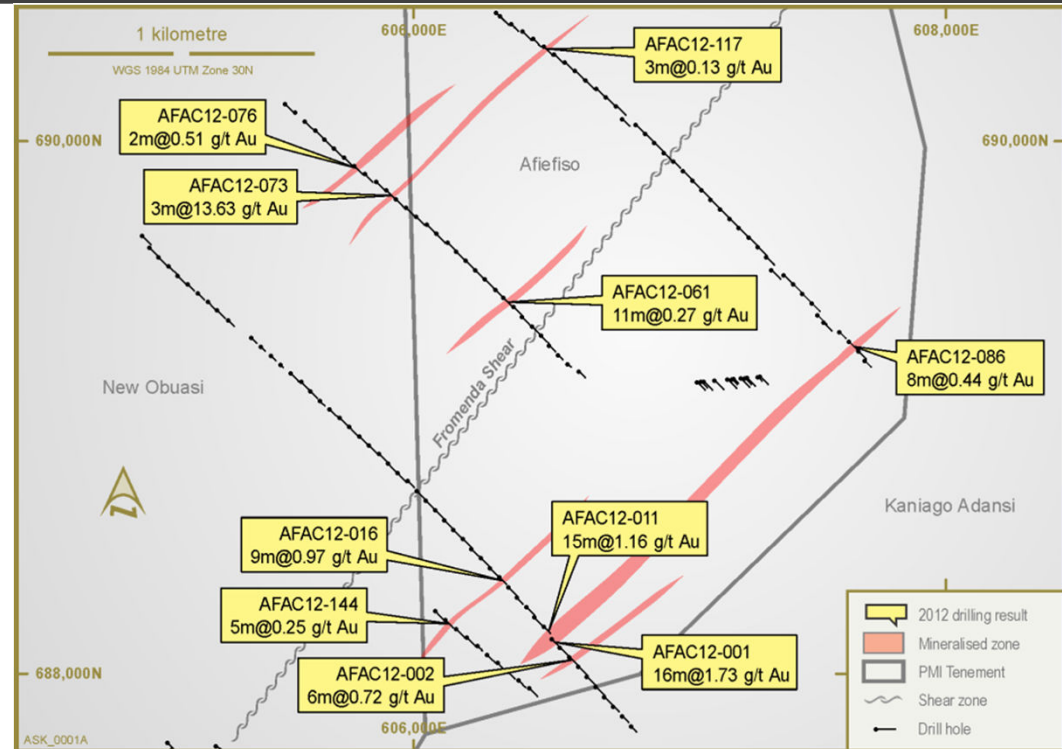 606,000E
608,000E
1 kilometre
WGS 1984 UTM Zone 30N
AFAC12-117
3m@0.13 g/t Au
AFAC12-076
2m@0.51 g/t Au
690,000N
690,000N
Afiefiso
AFAC12-073
3m@13.63 g/t Au
AFAC12-061
11m@0.27 g/t Au
Fromenda Shear
AFAC12-086
8m@0.44 g/t Au
New Obuasi
Kaniago Adansi
AFAC12-011
15m@1.16 g/t Au
AFAC12-016
9m@0.97 g/t Au
AFAC12-144
5m@0.25 g/t Au
AFAC12-001
16m@1.73 g/t Au
AFAC12-002
6m@0.72 g/t Au
688,000N
2012 drilling result
Mineralised zone
PMI Tenement
Shear zone
Drill hole
606,000E
ASK_0001A